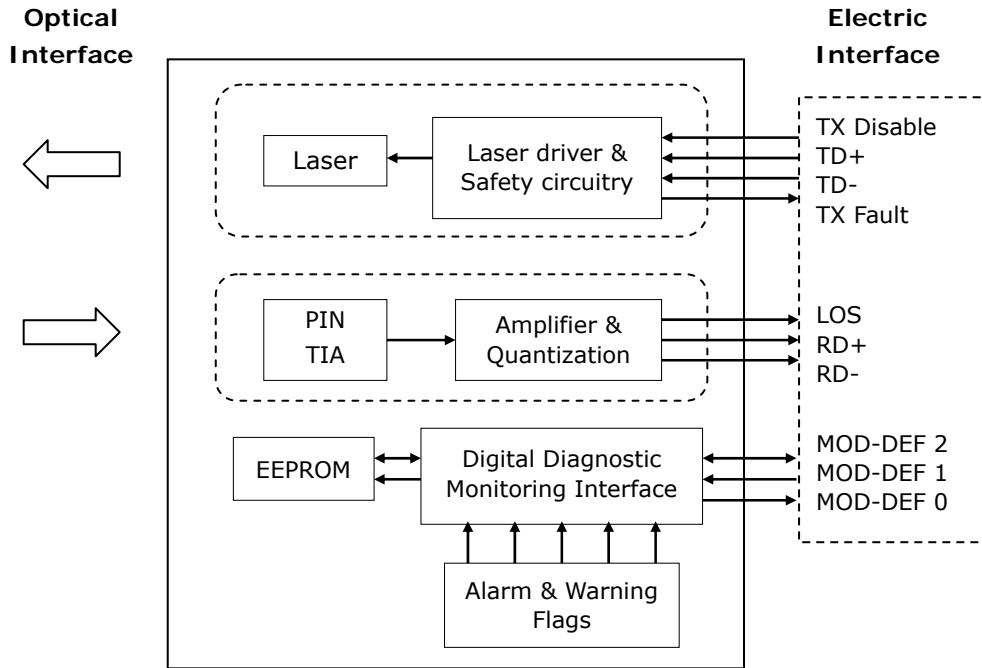 Optical
Interface
Electric
Interface
Laser
Laser driver &
Safety circuitry
TX Disable
TD+
TD-
TX Fault
PIN
TIA
Amplifier &
Quantization
LOS
RD+
RD-
EEPROM
Digital Diagnostic
Monitoring Interface
MOD-DEF 2
MOD-DEF 1
MOD-DEF 0
Alarm & Warning
Flags